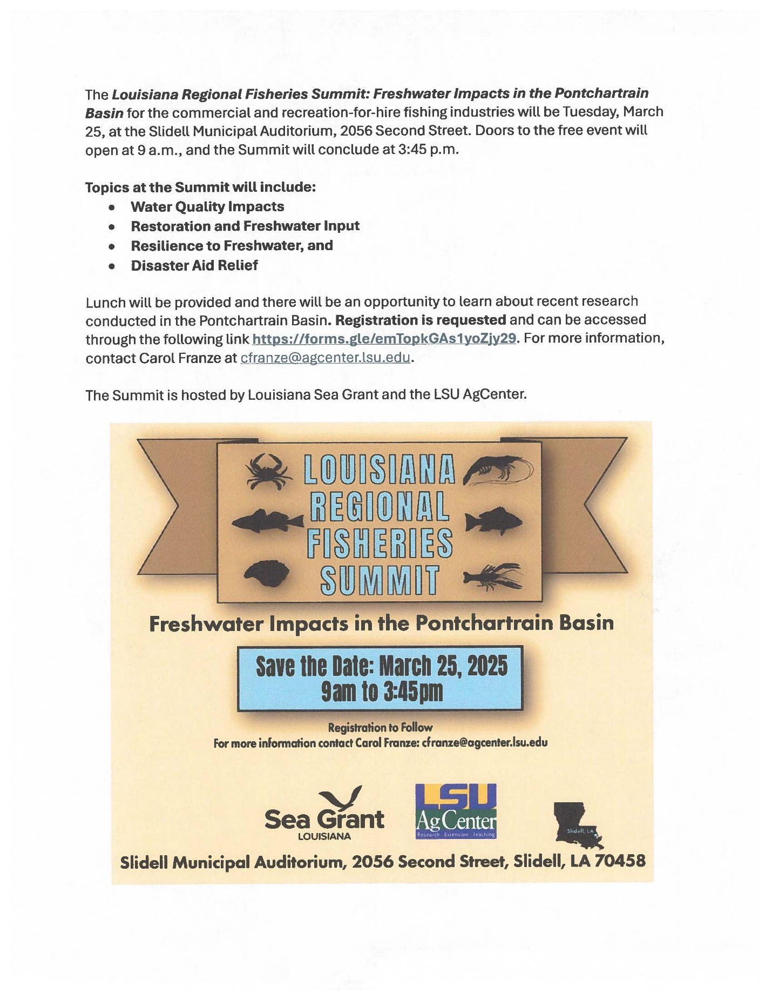 The Louisiana Regional Fisheries Summit: Freshwater Impacts in the Pontchartrain
Basin for the commercial and recreation-for-hire fishing industries will be Tuesday, March
25, at the Slidell Municipal Auditorium, 2056 Second Street. Doors to the free event will
open at 9 a.m., and the Summit will conclude at 3:45 p.m.
Topics at the Summit will include:
• Water Quality Impacts
• Restoration and Freshwater Input
• Resilience to Freshwater, and
• Disaster Aid Relief
Lunch will be provided and there will be an opportunity to learn about recent research
conducted in the Pontchartrain Basin. Registration is requested and can be accessed
through the following link https://forms.gle/emTopkGAs1yoZjy29. For more information,
contact Carol Franze at cfranze@agcenter.lsu.edu.
The Summit is hosted by Louisiana Sea Grant and the LSU AgCenter.
LOUISIANA
REGIONAL
FISHERIES
SUMMIT
Freshwater Impacts in the Pontchartrain Basin
Save the Date: March 25, 2025
9am to 3:45pm
Registration to Follow
For more information contact Carol Franze: cfranze@agcenter.lsu.edu
Sea Grant
LOUISIANA
LSU
AgCenter
Research · Extension · Teaching
Slidell, LA
Slidell Municipal Auditorium, 2056 Second Street, Slidell, LA 70458